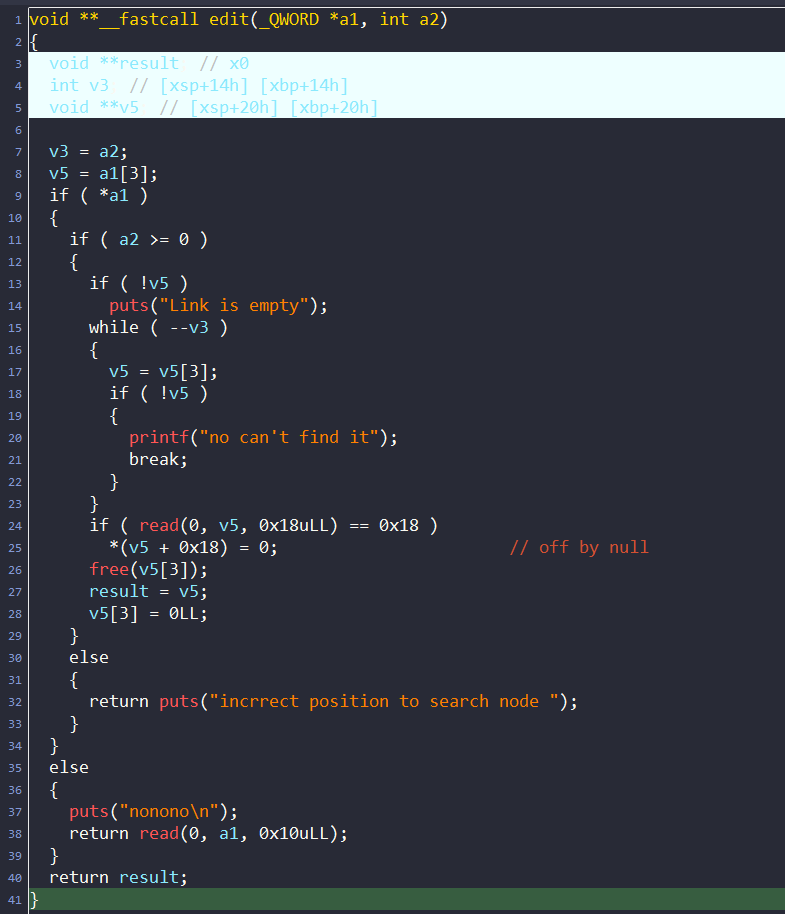 1 void **__fastcall edit(_QWORD *a1, int a2)
2 {
3 void **result // x0
4 int v3 // [xsp+14h] [xbp+14h]
5 void **v5 // [xsp+20h] [xbp+20h]
6
7 v3 = a2;
8 v5 = a1[3];
9 if ( *a1 )
10 {
11 if ( a2 >= 0 )
12 {
13 if ( !v5 )
14 puts("Link is empty");
15 while ( --v3 )
16 {
17 v5 = v5[3];
18 if ( !v5 )
19 {
20 printf("no can't find it");
21 break;
22 }
23 }
24 if ( read(0, v5, 0x18uLL) == 0x18 )
25 *(v5 + 0x18) = 0; // off by null
26 free(v5[3]);
27 result = v5;
28 v5[3] = 0LL;
29 }
30 else
31 {
32 return puts("incrrect position to search node ");
33 }
34 }
35 else
36 {
37 puts("nonono\n");
38 return read(0, a1, 0x10uLL);
39 }
40 return result;
41 }